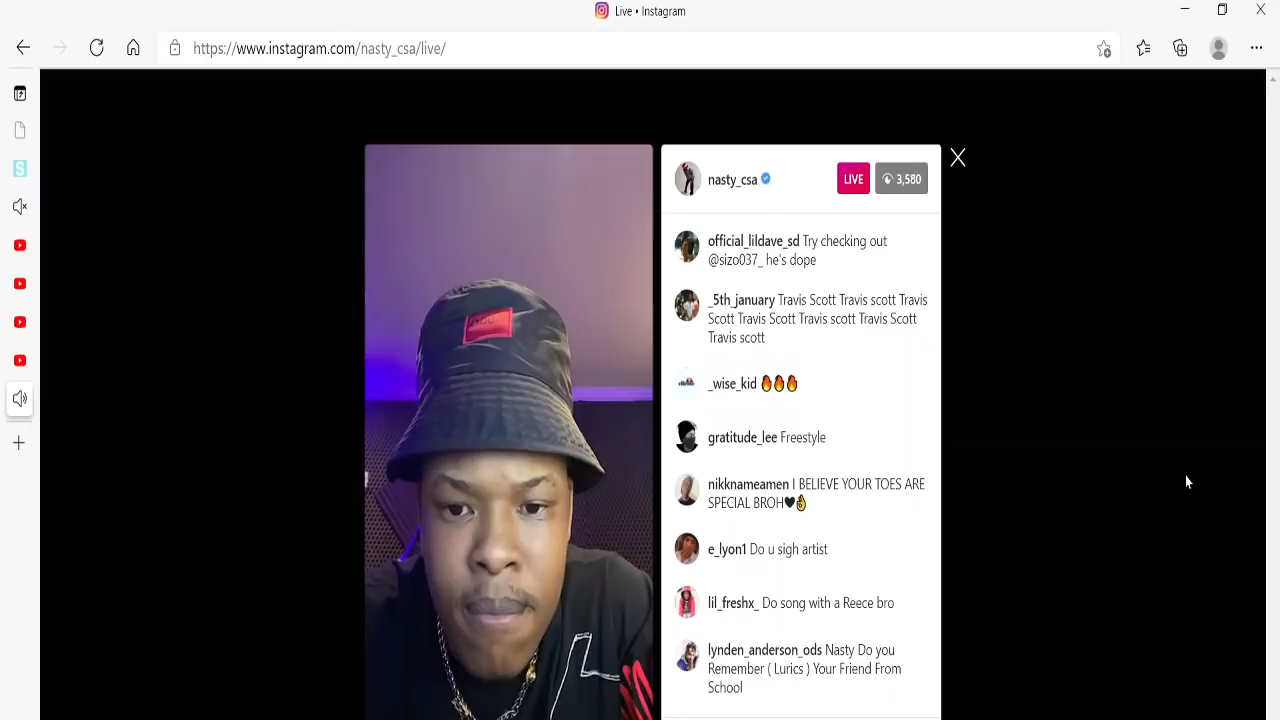 Live • Instagram
https://www.instagram.com/nasty_csa/live/
nasty_csa
LIVE
3,580
official_lildave_sd Try checking out
@sizo037_ he's dope
_5th_january Travis Scott Travis scott Travis
Scott Travis Scott Travis scott Travis Scott
Travis scott
_wise_kid 🔥🔥🔥
gratitude_lee Freestyle
nikknameamen I BELIEVE YOUR TOES ARE
SPECIAL BROH🖤👌
e_lyon1 Do u sigh artist
lil_freshx_ Do song with a Reece bro
lynden_anderson_ods Nasty Do you
Remember ( Lurics ) Your Friend From
School